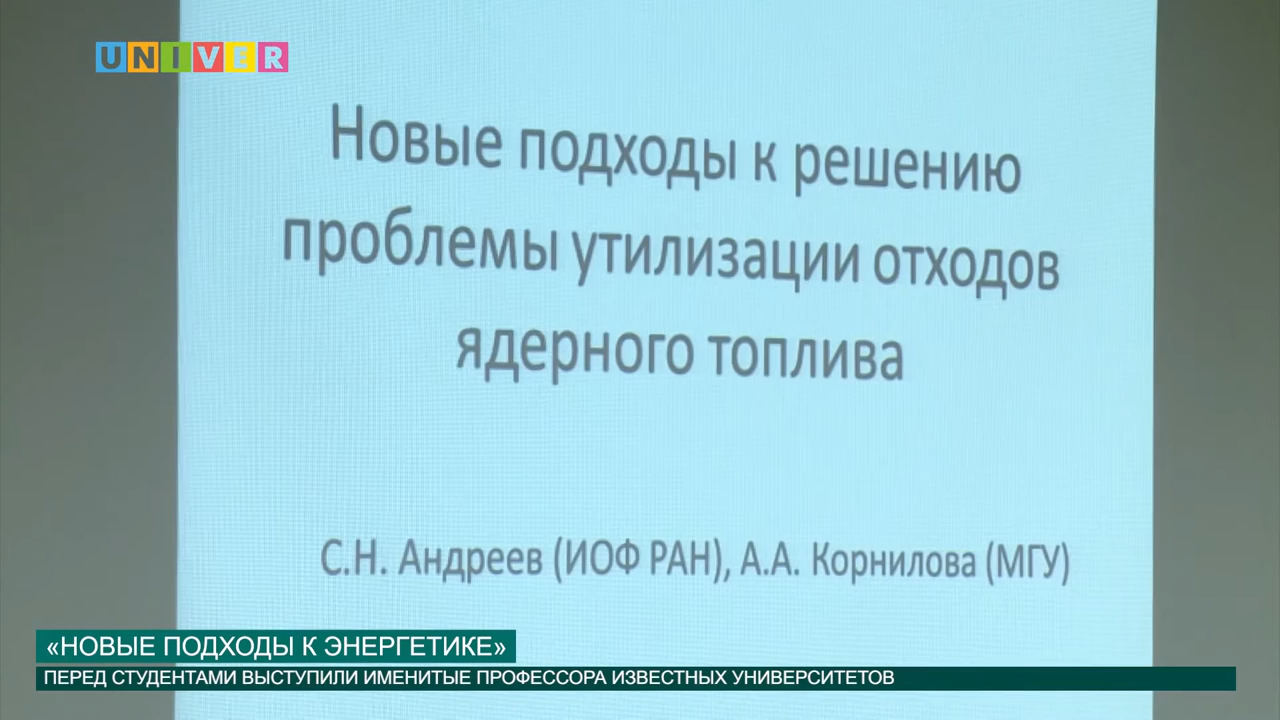 UNIVER
Новые подходы к решению
проблемы утилизации отходов
ядерного топлива
С.Н. Андреев (ИОФ РАН), А.А. Корнилова (МГУ)
«НОВЫЕ ПОДХОДЫ К ЭНЕРГЕТИКЕ»
ПЕРЕД СТУДЕНТАМИ ВЫСТУПИЛИ ИМЕНИТЫЕ ПРОФЕССОРА ИЗВЕСТНЫХ УНИВЕРСИТЕТОВ